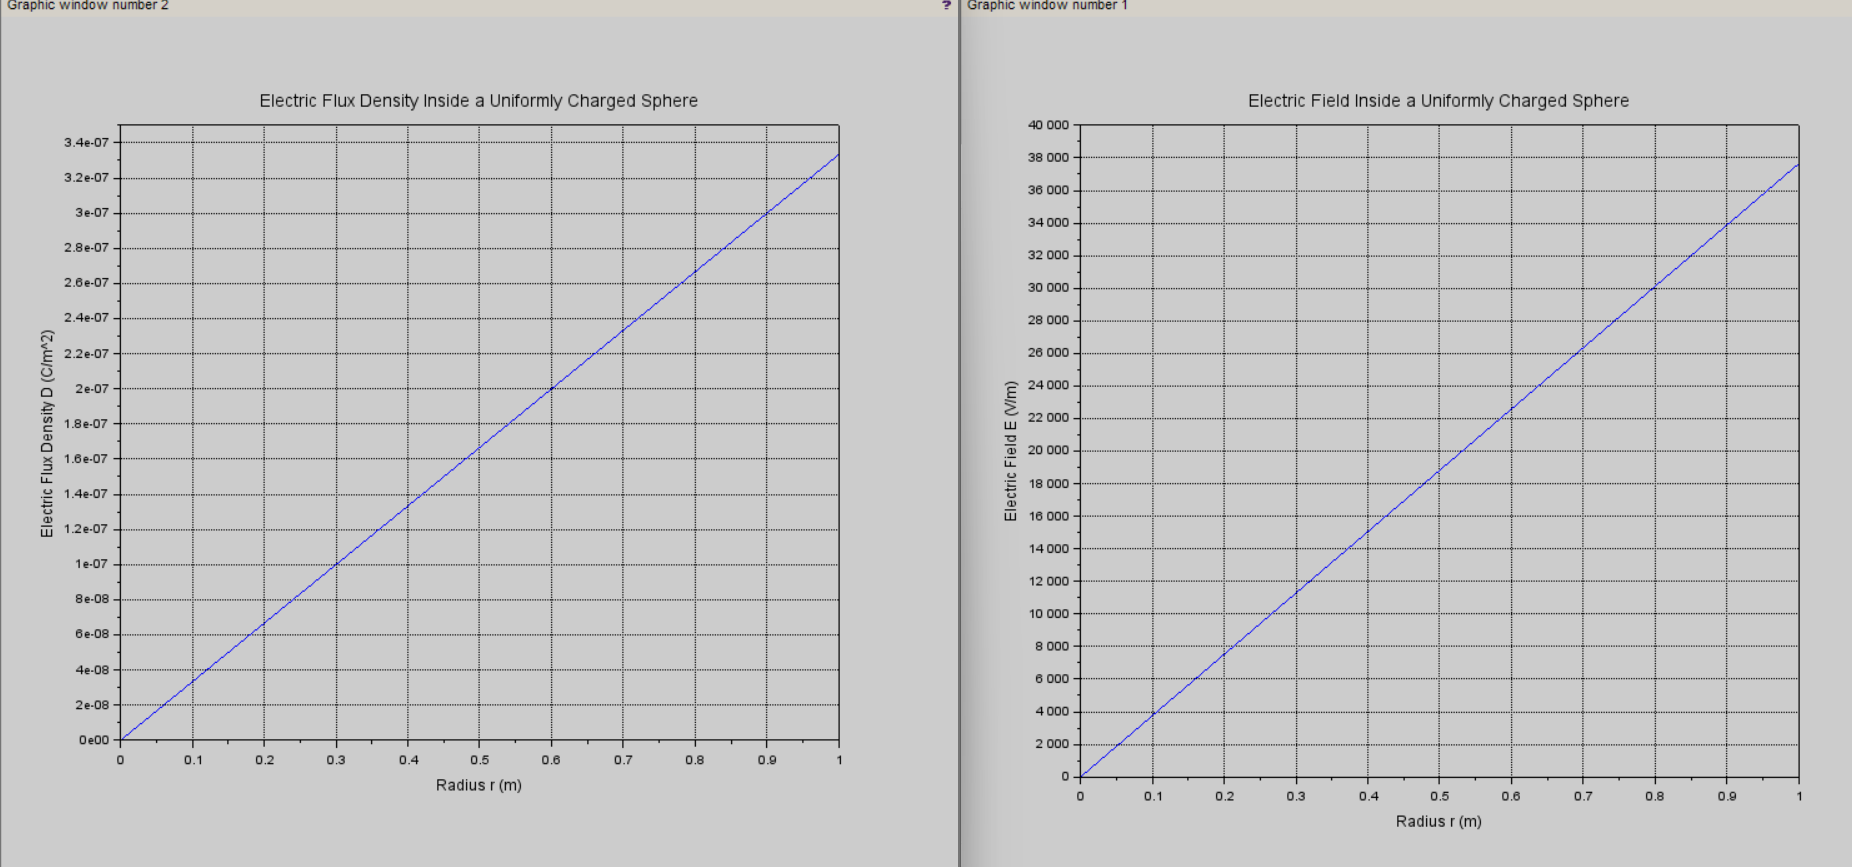 Graphic window number 2
?
Electric Flux Density Inside a Uniformly Charged Sphere
Electric Flux Density D (C/m^2)
3.4e-07
3.2e-07
3e-07
2.8e-07
2.6e-07
2.4e-07
2.2e-07
2e-07
1.8e-07
1.6e-07
1.4e-07
1.2e-07
1e-07
8e-08
6e-08
4e-08
2e-08
0e00
0 0.1 0.2 0.3 0.4 0.5 0.6 0.7 0.8 0.9 1
Radius r (m)
Graphic window number 1
Electric Field Inside a Uniformly Charged Sphere
Electric Field E (V/m)
40 000
38 000
36 000
34 000
32 000
30 000
28 000
26 000
24 000
22 000
20 000
18 000
16 000
14 000
12 000
10 000
8 000
6 000
4 000
2 000
0
0 0.1 0.2 0.3 0.4 0.5 0.6 0.7 0.8 0.9 1
Radius r (m)